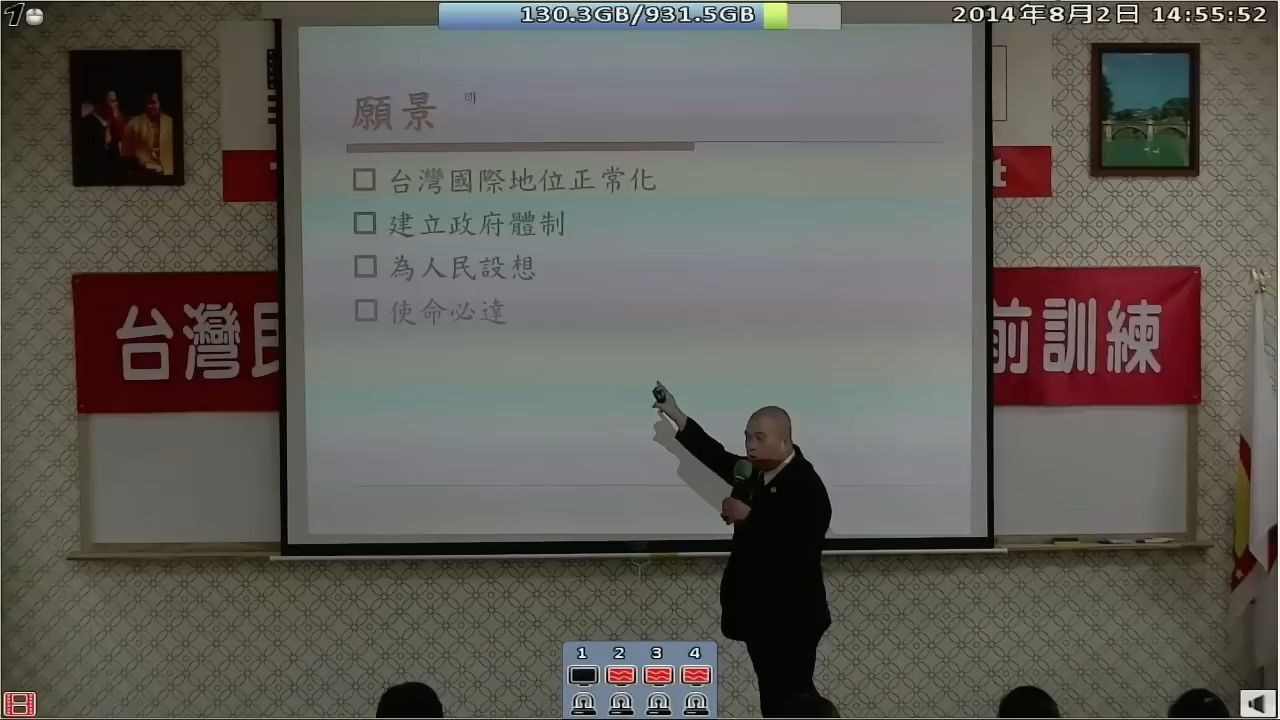 130.3GB/931.5GB
2014年8月2日 14:55:52
願景
台灣國際地位正常化
建立政府體制
為人民設想
使命必達
t
台灣民
前訓練
1 2 3 4